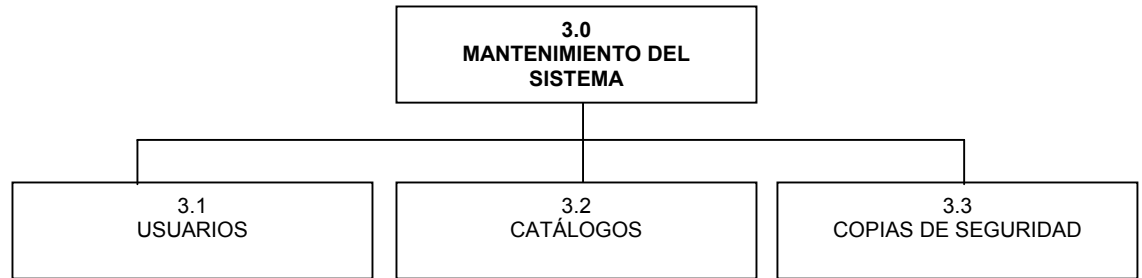 3.0
MANTENIMIENTO DEL
SISTEMA
3.1
USUARIOS
3.2
CATÁLOGOS
3.3
COPIAS DE SEGURIDAD